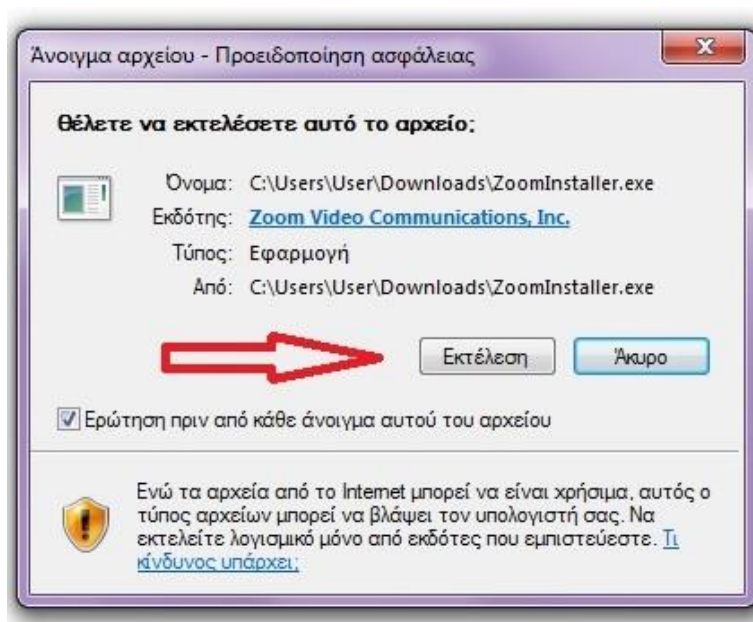 Άνοιγμα αρχείου - Προειδοποίηση ασφάλειας
Θέλετε να εκτελέσετε αυτό το αρχείο;
Όνομα: C:\Users\User\Downloads\ZoomInstaller.exe
Εκδότης: Zoom Video Communications, Inc.
Τύπος: Εφαρμογή
Από: C:\Users\User\Downloads\ZoomInstaller.exe
Εκτέλεση Άκυρο
Ερώτηση πριν από κάθε άνοιγμα αυτού του αρχείου
Ενώ τα αρχεία από το Internet μπορεί να είναι χρήσιμα, αυτός ο
τύπος αρχείων μπορεί να βλάψει τον υπολογιστή σας. Να
εκτελείτε λογισμικό μόνο από εκδότες που εμπιστεύεστε. Τι
κίνδυνος υπάρχει;